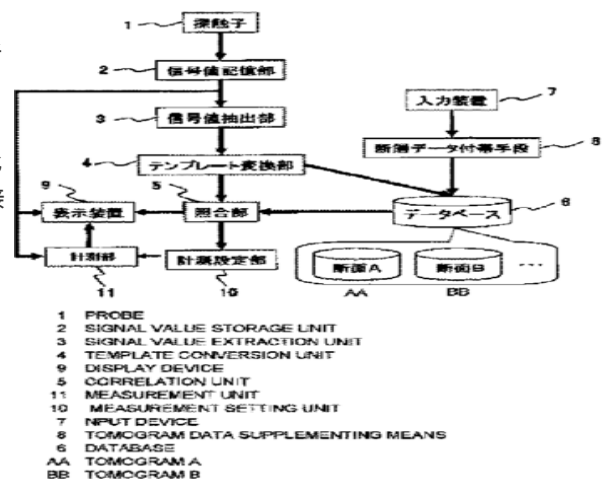 1 探触子
2 信号値記憶部
入力装置 7
3 信号値抽出部
断層データ付帯手段 8
4 テンプレート変換部
9 5 6
表示装置 照合部 データベース
計測部 計測設定部 断面A 断面B ...
11 10 AA BB
1 PROBE
2 SIGNAL VALUE STORAGE UNIT
3 SIGNAL VALUE EXTRACTION UNIT
4 TEMPLATE CONVERSION UNIT
9 DISPLAY DEVICE
5 CORRELATION UNIT
11 MEASUREMENT UNIT
10 MEASUREMENT SETTING UNIT
7 INPUT DEVICE
8 TOMOGRAM DATA SUPPLEMENTING MEANS
6 DATABASE
AA TOMOGRAM A
BB TOMOGRAM B